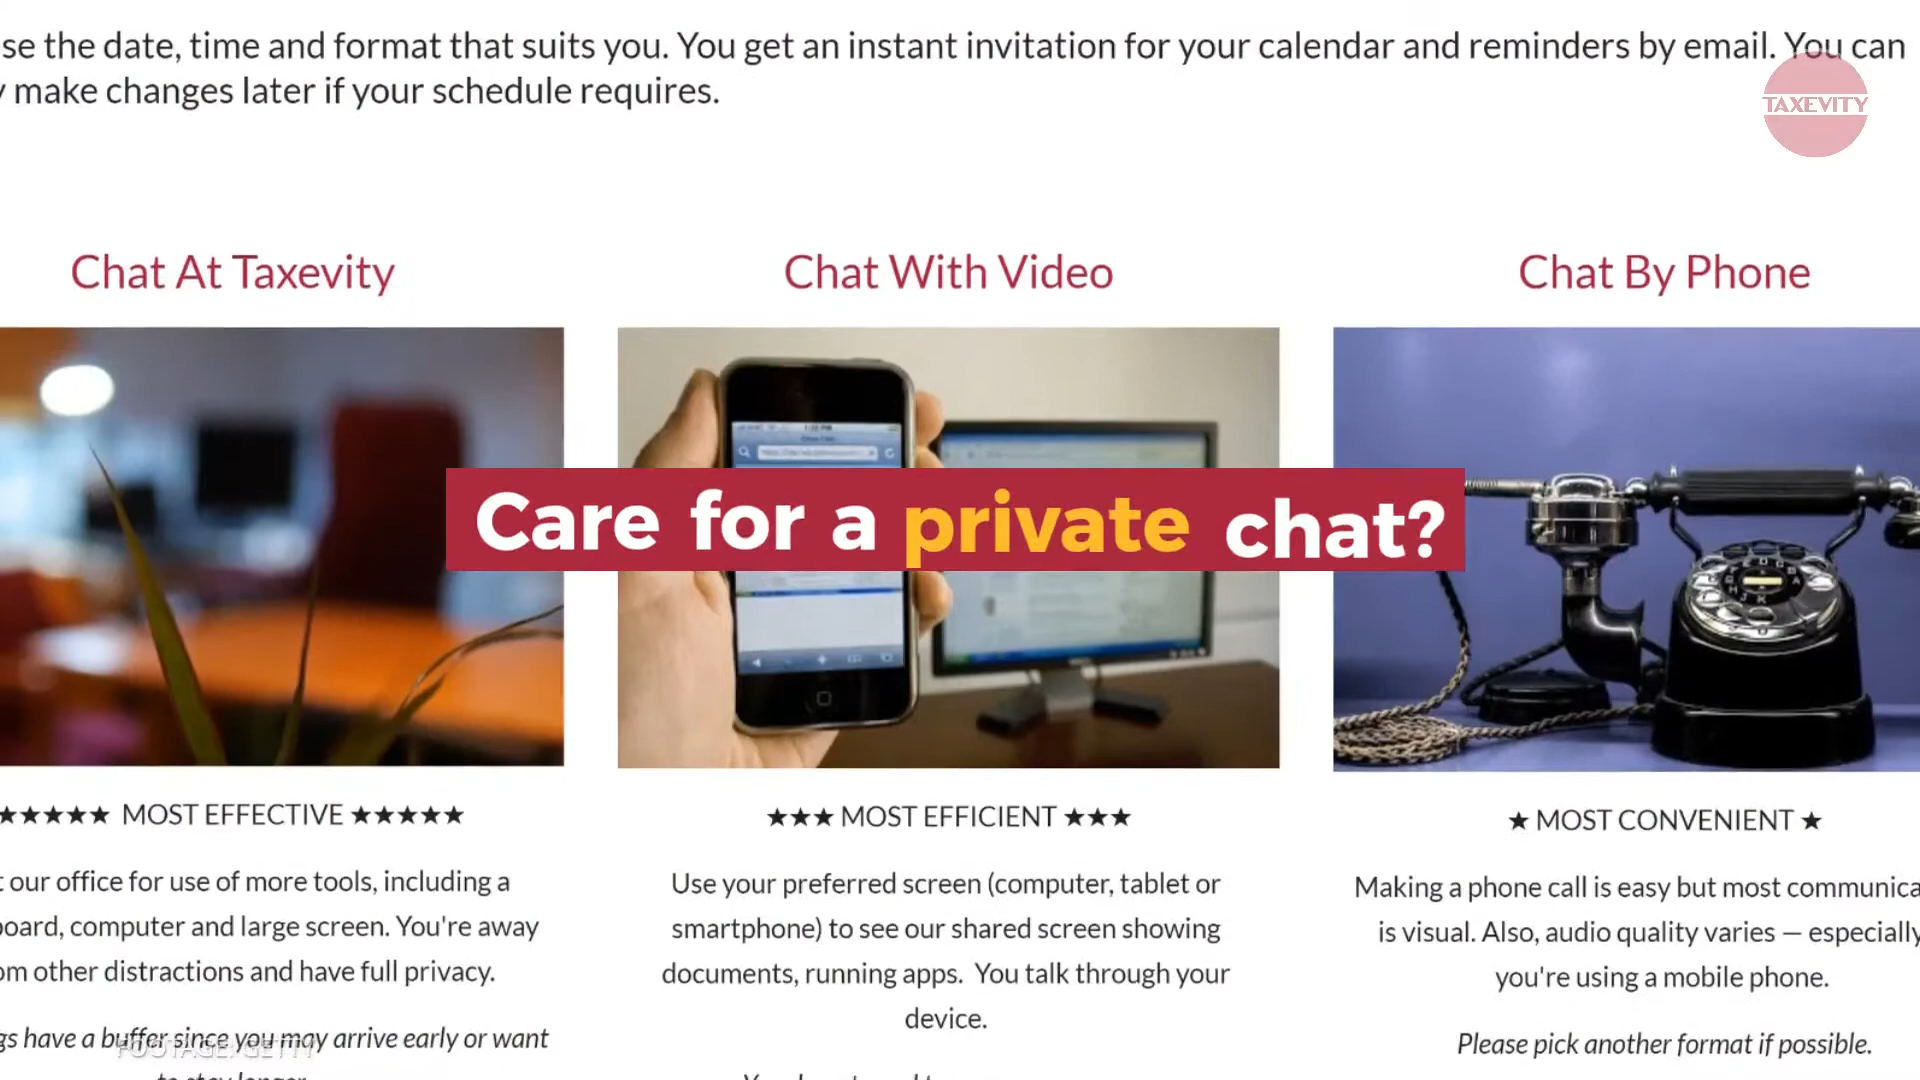 se the date, time and format that suits you. You get an instant invitation for your calendar and reminders by email. You can
make changes later if your schedule requires.
TAXEVITY
Chat At Taxevity
Chat With Video
Chat By Phone
Care for a private chat?
★★★★★ MOST EFFECTIVE ★★★★★
our office for use of more tools, including a
board, computer and large screen. You're away
om other distractions and have full privacy.
gs have a buffer since you may arrive early or want
to stay longer
★★★ MOST EFFICIENT ★★★
Use your preferred screen (computer, tablet or
smartphone) to see our shared screen showing
documents, running apps. You talk through your
device.
★ MOST CONVENIENT ★
Making a phone call is easy but most communica
is visual. Also, audio quality varies — especially
you're using a mobile phone.
Please pick another format if possible.
FOOTAGE: GETTY